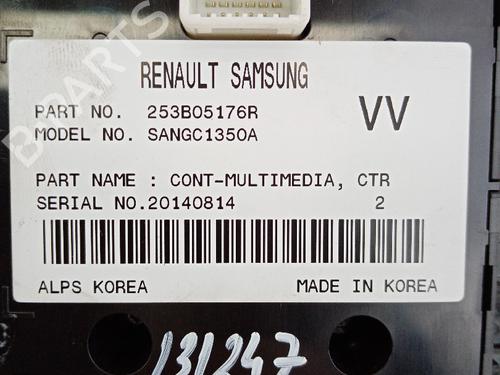 RENAULT SAMSUNG
PART NO. 253B05176R
VV
MODEL NO. SANGC1350A
PART NAME : CONT-MULTIMEDIA, CTR
SERIAL NO.20140814 2
ALPS KOREA MADE IN KOREA
131247
B-PARTS